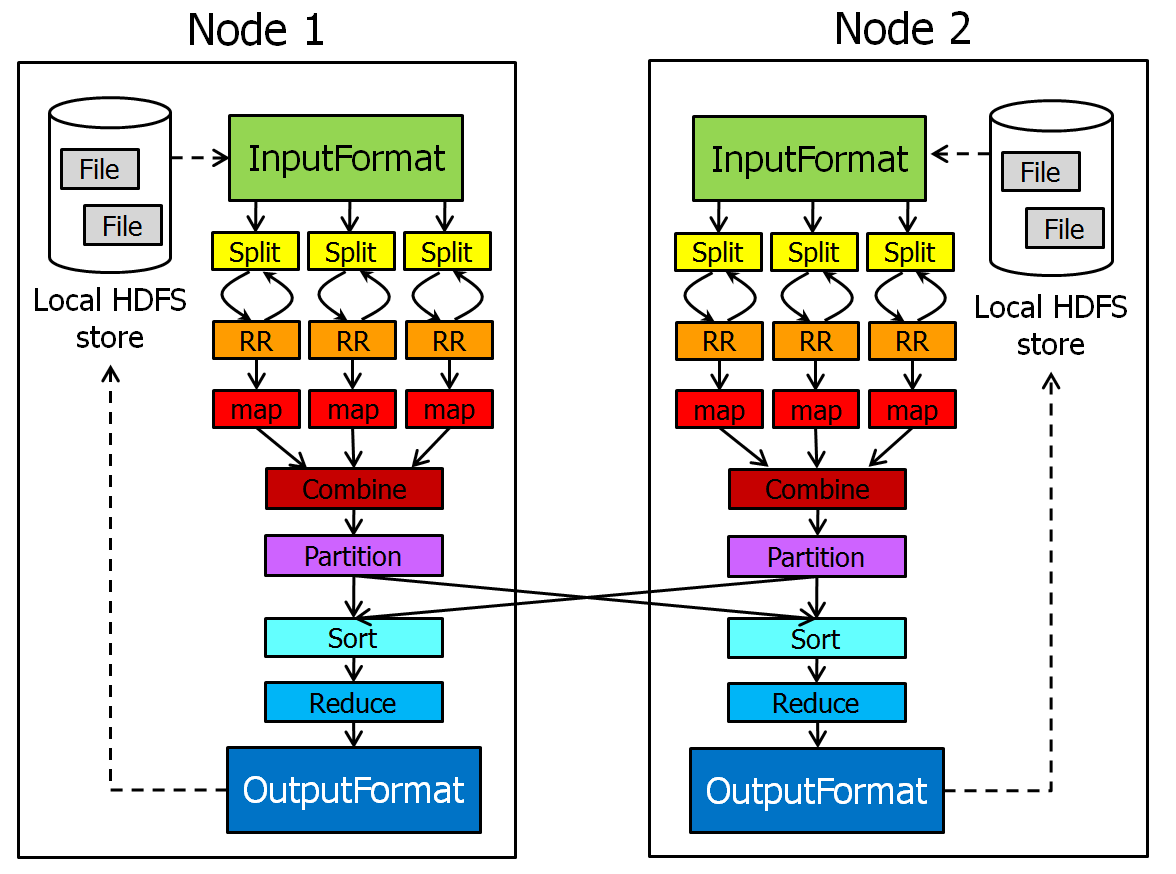 Node 1
File
File
Local HDFS
store
InputFormat
Split Split Split
RR RR RR
map map map
Combine
Partition
Sort
Reduce
OutputFormat
Node 2
InputFormat
File
File
Local HDFS
store
Split Split Split
RR RR RR
map map map
Combine
Partition
Sort
Reduce
OutputFormat